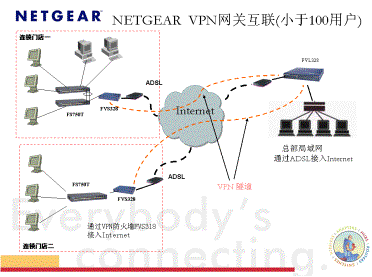 NETGEAR
NETGEAR VPN网关互联(小于100用户)
连锁门店一
FS750T
FVS328
ADSL
Internet
FVL328
总部局域网
通过ADSL接入Internet
VPN 隧道
ADSL
FS750T
FVS328
通过VPN防火墙FVS318
接入Internet
连锁门店二
Everybody's
connecting.